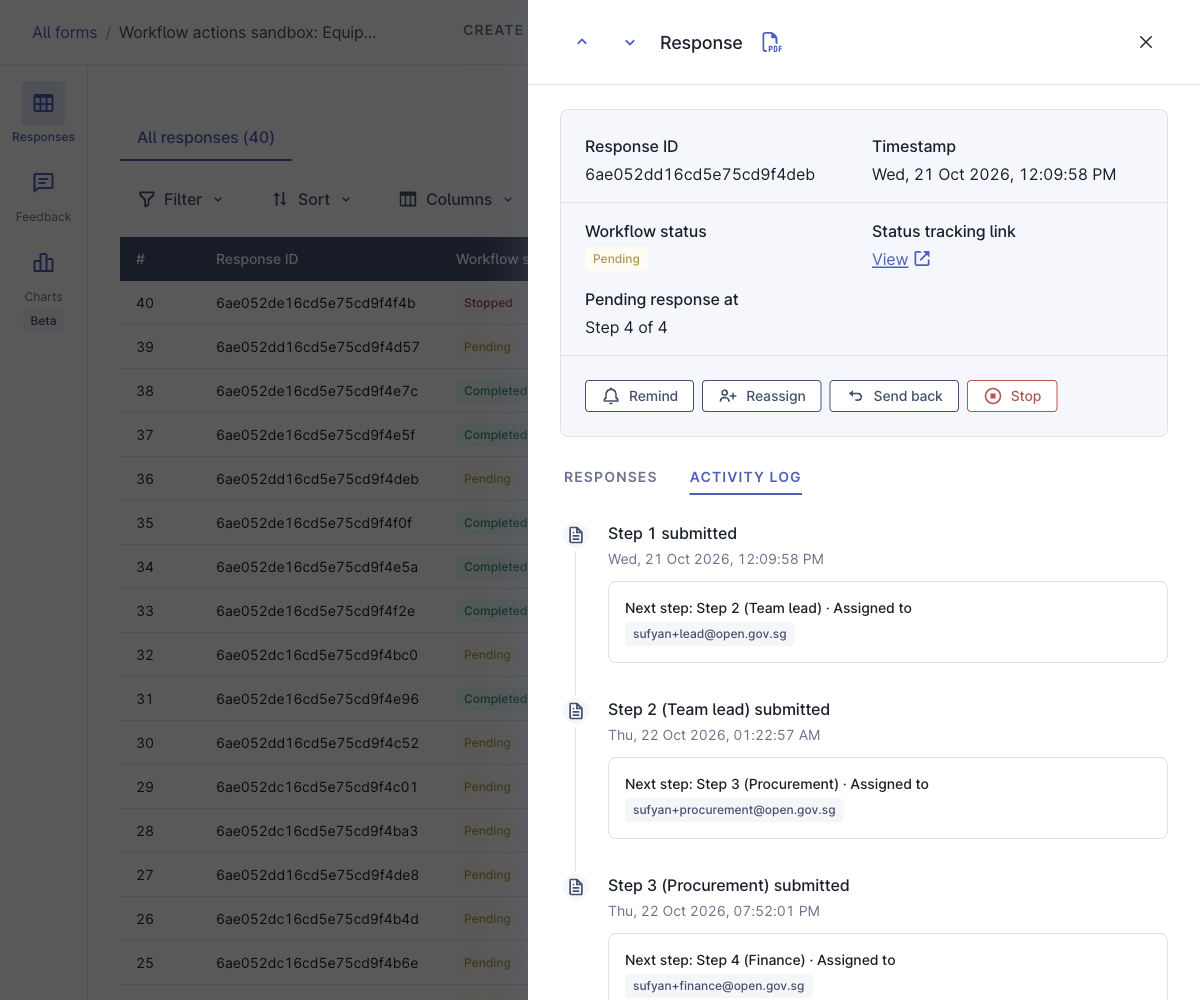 All forms / Workflow actions sandbox: Equip...
CREATE
Responses
Feedback
Charts
Beta
All responses (40)
Filter Sort Columns
# Response ID Workflow s
40 6ae052de16cd5e75cd9f4f4b Stopped
39 6ae052dd16cd5e75cd9f4d57 Pending
38 6ae052de16cd5e75cd9f4e7c Completed
37 6ae052de16cd5e75cd9f4e5f Completed
36 6ae052dd16cd5e75cd9f4deb Pending
35 6ae052de16cd5e75cd9f4f0f Completed
34 6ae052de16cd5e75cd9f4e5a Completed
33 6ae052de16cd5e75cd9f4f2e Completed
32 6ae052dc16cd5e75cd9f4bc0 Pending
31 6ae052de16cd5e75cd9f4e96 Completed
30 6ae052dd16cd5e75cd9f4c52 Pending
29 6ae052dc16cd5e75cd9f4c01 Pending
28 6ae052dc16cd5e75cd9f4ba3 Pending
27 6ae052dd16cd5e75cd9f4de8 Pending
26 6ae052dc16cd5e75cd9f4b4d Pending
25 6ae052dc16cd5e75cd9f4b6e Pending
Response PDF
Response ID
6ae052dd16cd5e75cd9f4deb
Timestamp
Wed, 21 Oct 2026, 12:09:58 PM
Workflow status
Pending
Status tracking link
View
Pending response at
Step 4 of 4
Remind Reassign Send back Stop
RESPONSES ACTIVITY LOG
Step 1 submitted
Wed, 21 Oct 2026, 12:09:58 PM
Next step: Step 2 (Team lead) · Assigned to
sufyan+lead@open.gov.sg
Step 2 (Team lead) submitted
Thu, 22 Oct 2026, 01:22:57 AM
Next step: Step 3 (Procurement) · Assigned to
sufyan+procurement@open.gov.sg
Step 3 (Procurement) submitted
Thu, 22 Oct 2026, 07:52:01 PM
Next step: Step 4 (Finance) · Assigned to
sufyan+finance@open.gov.sg